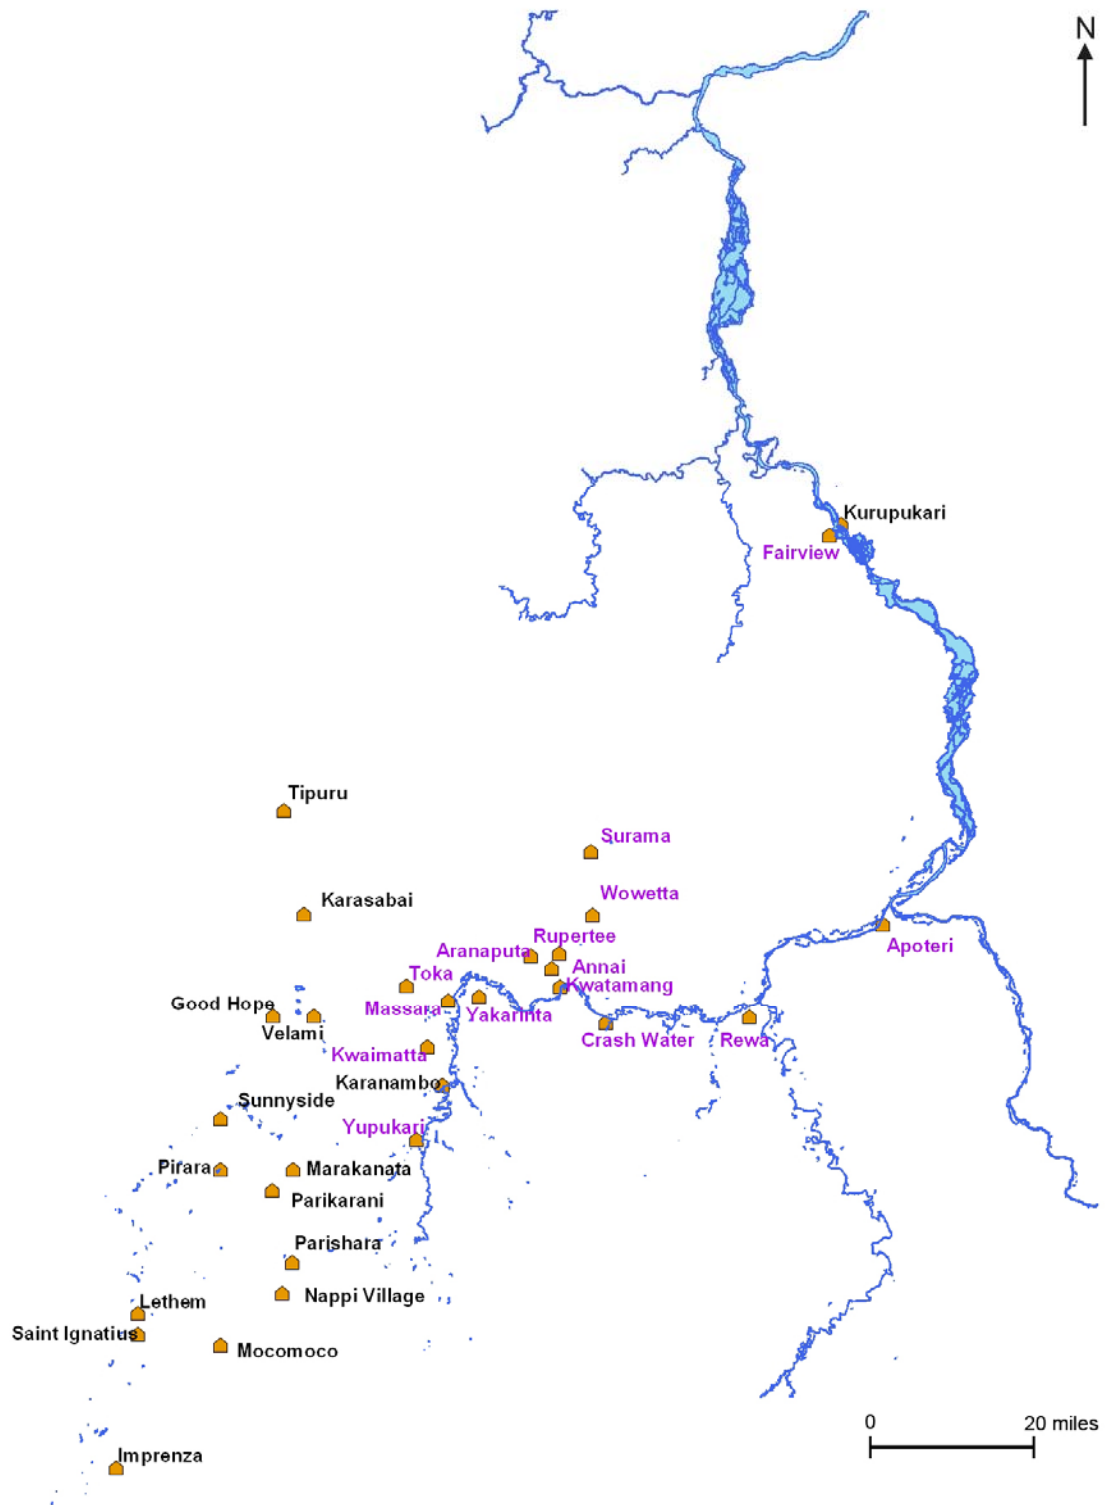 N
Kurupukari
Fairview
Tipuru
Surama
Karasabai
Wowetta
Rupertee
Aranaputa
Apoteri
Annai
Toka
Kwatamang
Good Hope
Massara
Yakarinta
Velami
Crash Water
Rewa
Kwaimatta
Karanambo
Sunnyside
Yupukari
Pirara
Marakanata
Parikarani
Parishara
Nappi Village
Lethem
Saint Ignatius
Mocomoco
0 20 miles
Imprenza